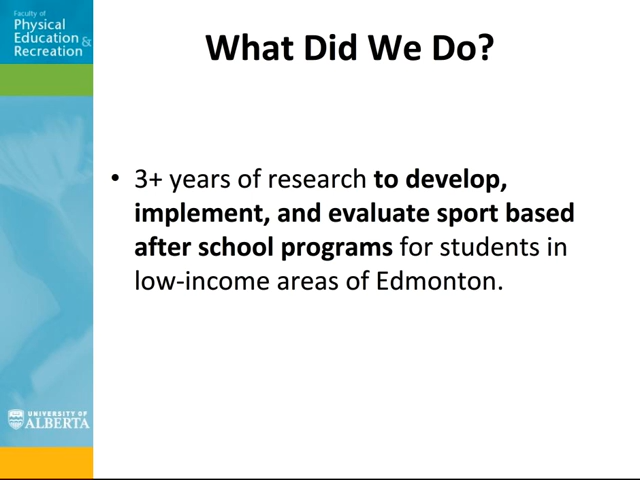 Faculty of
Physical
Education &
Recreation
What Did We Do?
• 3+ years of research to develop,
implement, and evaluate sport based
after school programs for students in
low-income areas of Edmonton.
UNIVERSITY OF
ALBERTA